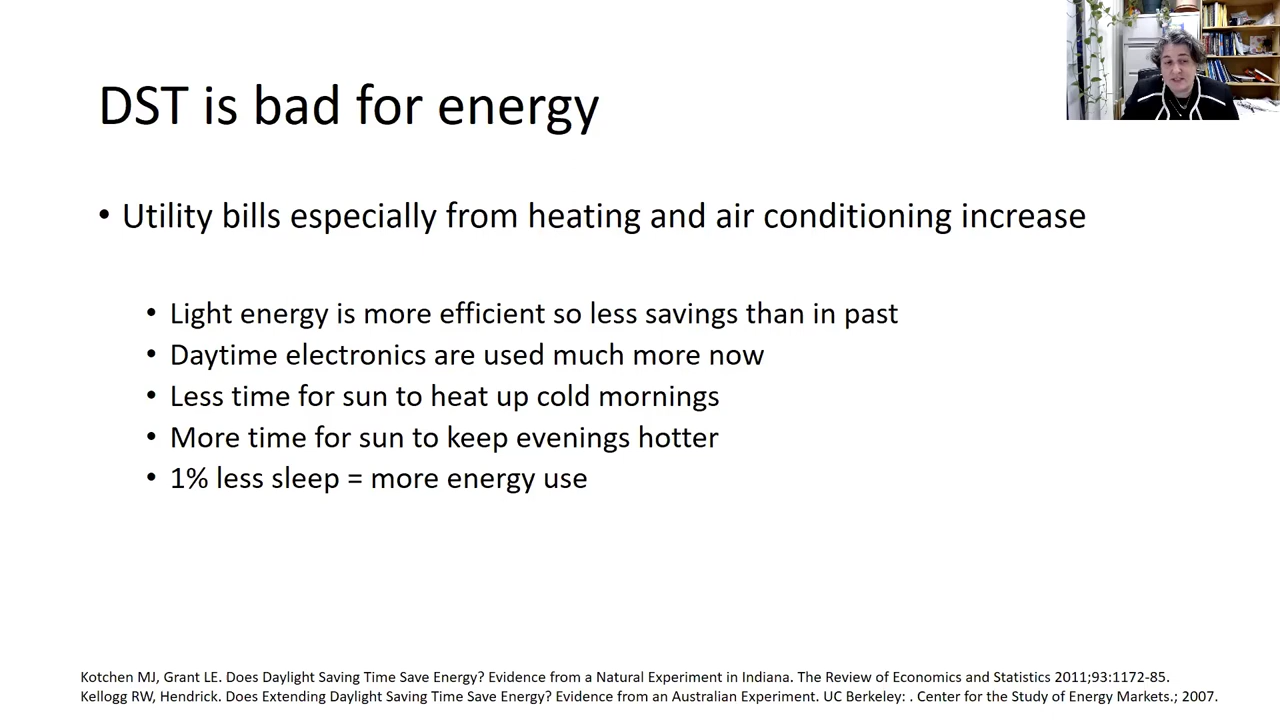 DST is bad for energy
• Utility bills especially from heating and air conditioning increase
• Light energy is more efficient so less savings than in past
• Daytime electronics are used much more now
• Less time for sun to heat up cold mornings
• More time for sun to keep evenings hotter
• 1% less sleep = more energy use
Kotchen MJ, Grant LE. Does Daylight Saving Time Save Energy? Evidence from a Natural Experiment in Indiana. The Review of Economics and Statistics 2011;93:1172-85.
Kellogg RW, Hendrick. Does Extending Daylight Saving Time Save Energy? Evidence from an Australian Experiment. UC Berkeley: . Center for the Study of Energy Markets.; 2007.